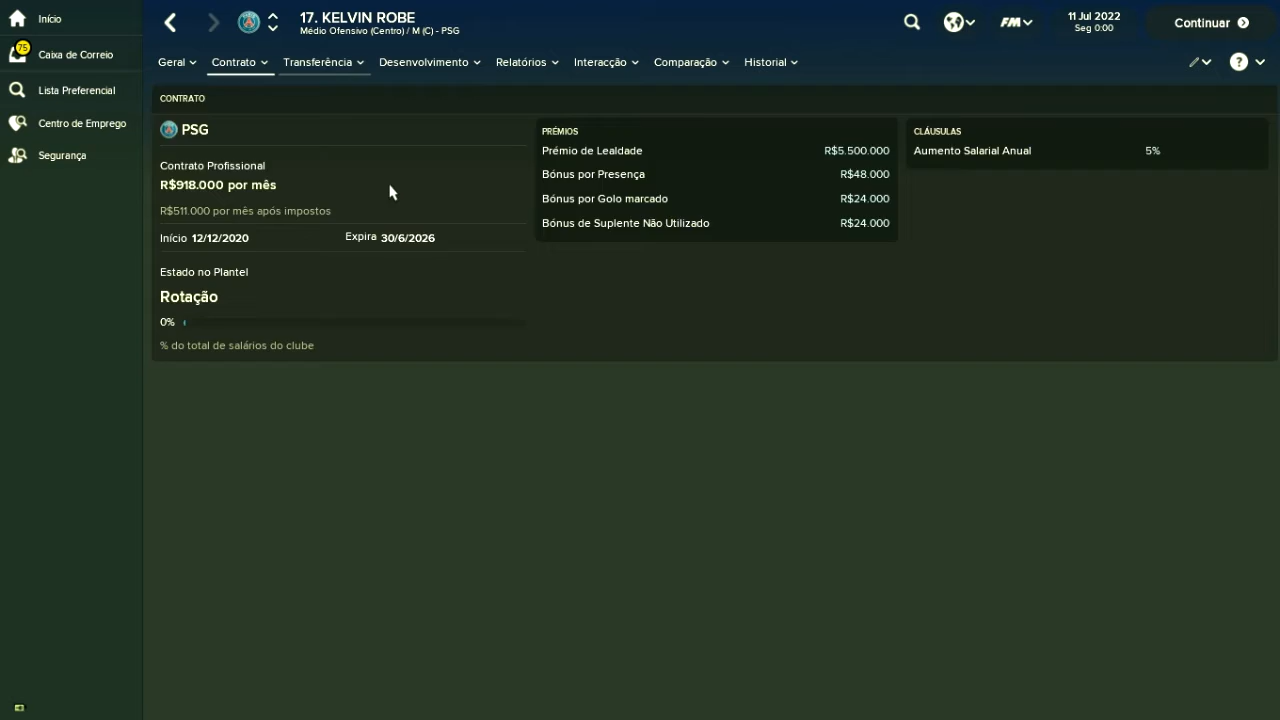 Início
17. KELVIN ROBE
Médio Ofensivo (Centro) / M (C) - PSG
FM
11 Jul 2022
Seg 0:00
Continuar
75
Caixa de Correio
Geral
Contrato
Transferência
Desenvolvimento
Relatórios
Interacção
Comparação
Historial
?
Lista Preferencial
Centro de Emprego
Segurança
CONTRATO
PSG
Contrato Profissional
R$918.000 por mês
R$511.000 por mês após impostos
Início 12/12/2020
Expira 30/6/2026
Estado no Plantel
Rotação
0%
% do total de salários do clube
PRÉMIOS
Prémio de Lealdade R$5.500.000
Bónus por Presença R$48.000
Bónus por Golo marcado R$24.000
Bónus de Suplente Não Utilizado R$24.000
CLÁUSULAS
Aumento Salarial Anual 5%